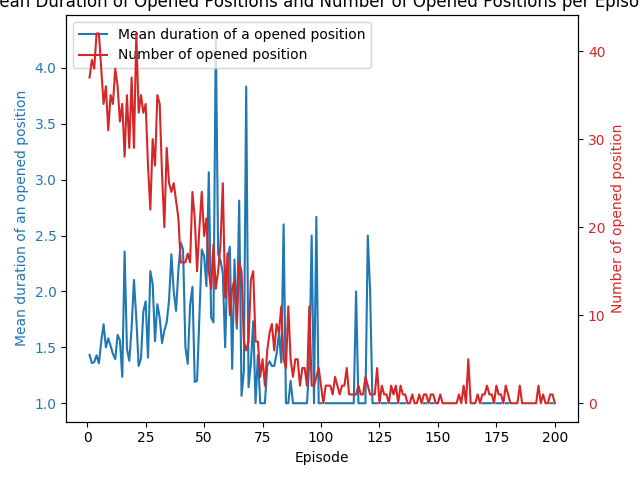 ean Duration of Opened Positions and Number of Opened Positions per Episo
Mean duration of a opened position
Number of opened position
Mean duration of an opened position
4.0
3.5
3.0
2.5
2.0
1.5
1.0
40
30
20
10
0
Number of opened position
0 25 50 75 100 125 150 175 200
Episode